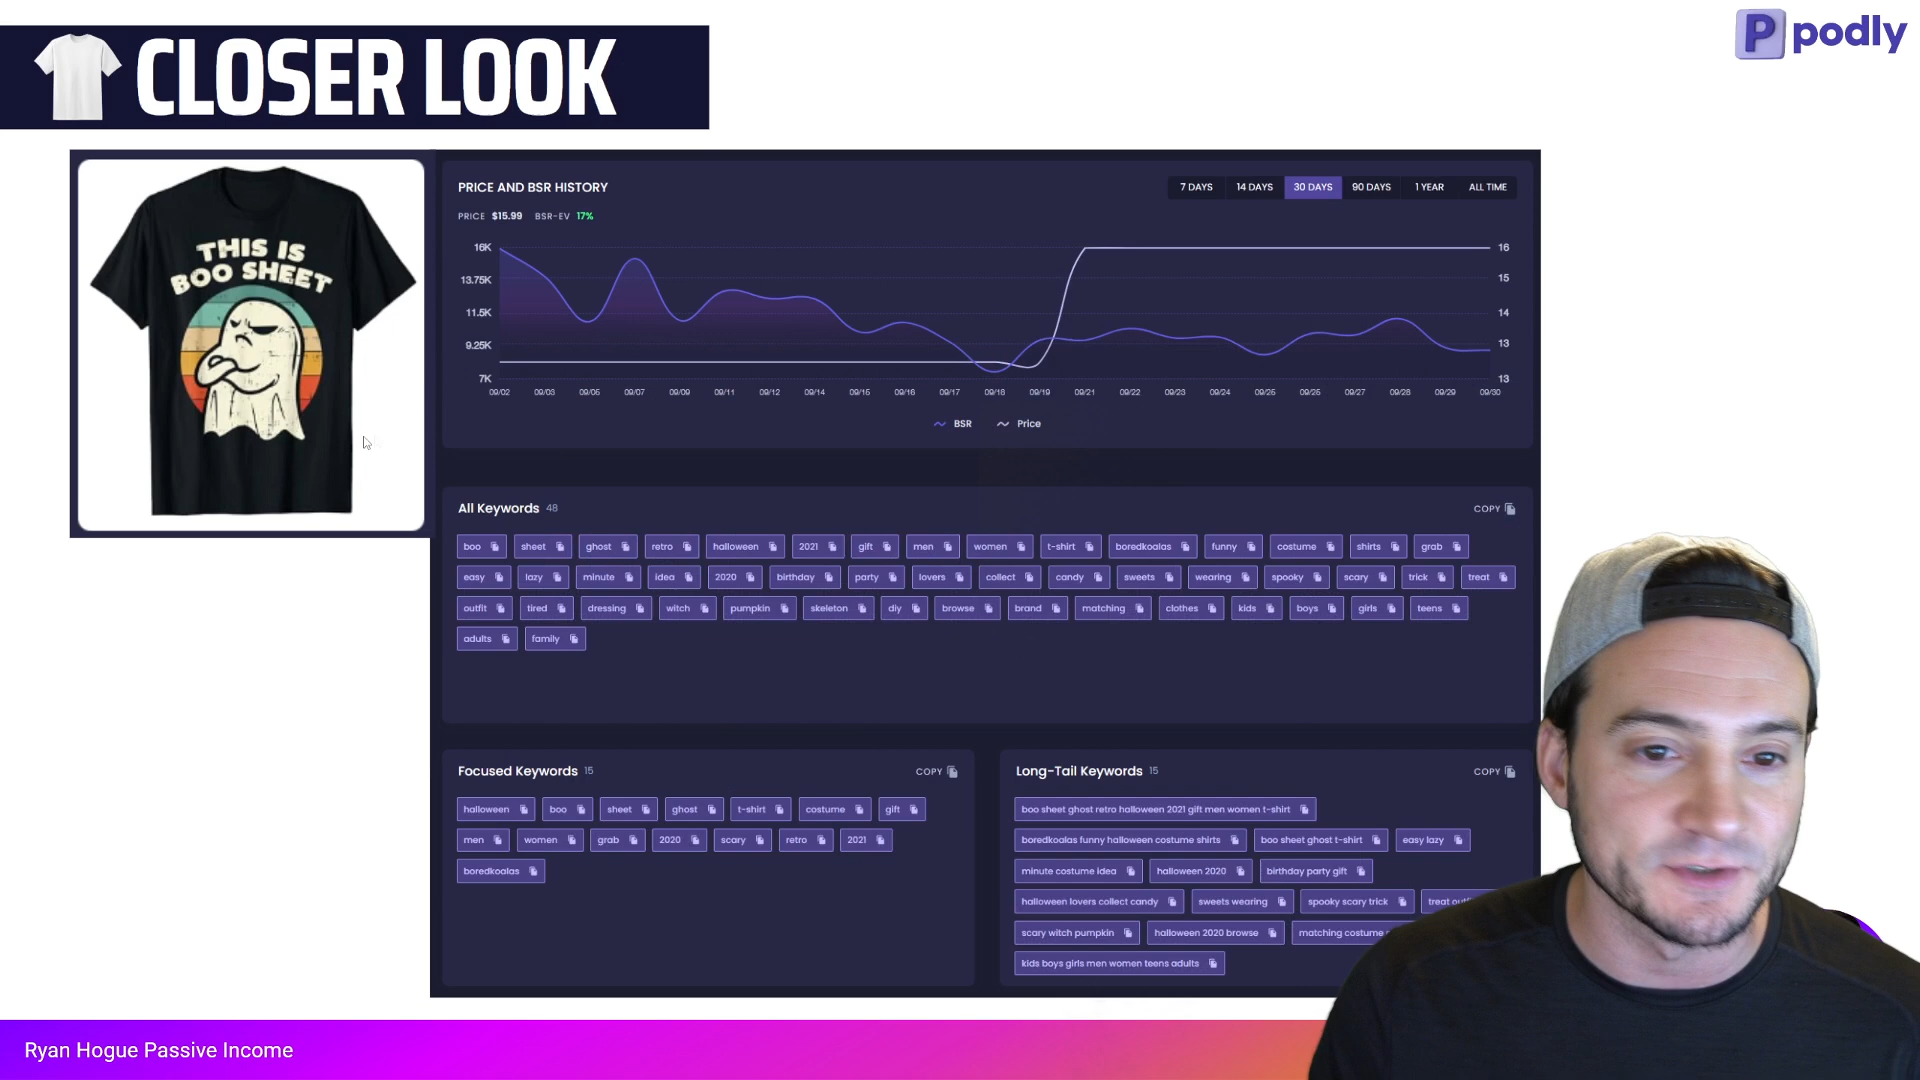 CLOSER LOOK
P podly
THIS IS
BOO SHEET
PRICE AND BSR HISTORY
7 DAYS 14 DAYS 30 DAYS 90 DAYS 1 YEAR ALL TIME
PRICE $15.99 BSR-EV 17%
16K
13.75K
11.5K
9.25K
7K
16
15
14
13
13
09/02 09/03 09/05 09/07 09/09 09/11 09/12 09/14 09/15 09/16 09/17 09/18 09/19 09/21 09/22 09/23 09/24 09/25 09/26 09/27 09/28 09/29 09/30
BSR Price
All Keywords 48
COPY
boo sheet ghost retro halloween 2021 gift men women t-shirt boredkoalas funny costume shirts grab
easy lazy minute idea 2020 birthday party lovers collect candy sweets wearing spooky scary trick treat
outfit tired dressing witch pumpkin skeleton diy browse brand matching clothes kids boys girls teens
adults family
Focused Keywords 15
COPY
halloween boo sheet ghost t-shirt costume gift
men women grab 2020 scary retro 2021
boredkoalas
Long-Tail Keywords 15
COPY
boo sheet ghost retro halloween 2021 gift men women t-shirt
boredkoalas funny halloween costume shirts boo sheet ghost t-shirt easy lazy
minute costume idea halloween 2020 birthday party gift
halloween lovers collect candy sweets wearing spooky scary trick treat
scary witch pumpkin halloween 2020 browse matching costume
kids boys girls men women teens adults
Ryan Hogue Passive Income